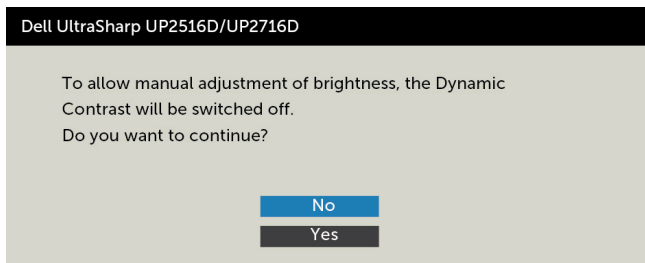 Dell UltraSharp UP2516D/UP2716D
To allow manual adjustment of brightness, the Dynamic
Contrast will be switched off.
Do you want to continue?
No
Yes